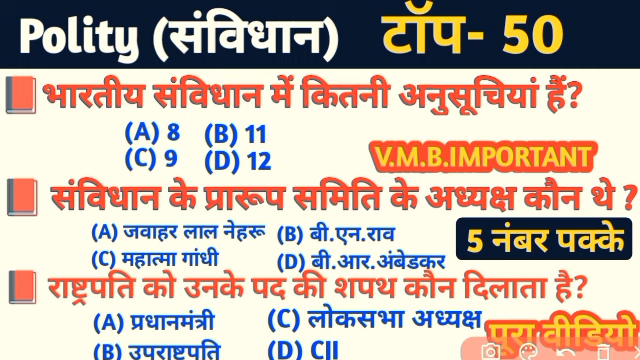 Polity (संविधान) टॉप- 50
भारतीय संविधान में कितनी अनुसूचियां हैं?
(A) 8 (B) 11
(C) 9 (D) 12
V.M.B.IMPORTANT
संविधान के प्रारूप समिति के अध्यक्ष कौन थे ?
(A) जवाहर लाल नेहरू (B) बी.एन.राव
(C) महात्मा गांधी (D) बी.आर.अंबेडकर
5 नंबर पक्के
राष्ट्रपति को उनके पद की शपथ कौन दिलाता है?
(A) प्रधानमंत्री (C) लोकसभा अध्यक्ष
(B) उपराष्ट्रपति (D) CJI
पूरा वीडियो